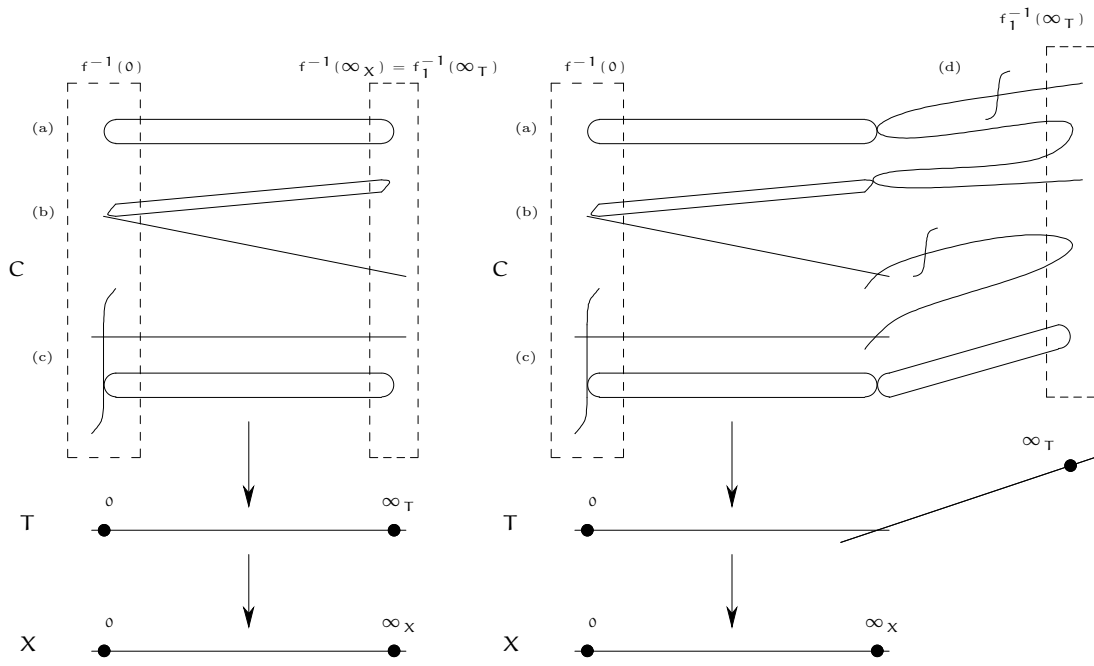 f₁⁻¹(∞_T)
f⁻¹(0) f⁻¹(∞_X) = f₁⁻¹(∞_T) f⁻¹(0) (d)
(a) (a)
(b) (b)
C C
(c) (c)
∞_T
0 ∞_T 0
T T
0 ∞_X 0 ∞_X
X X